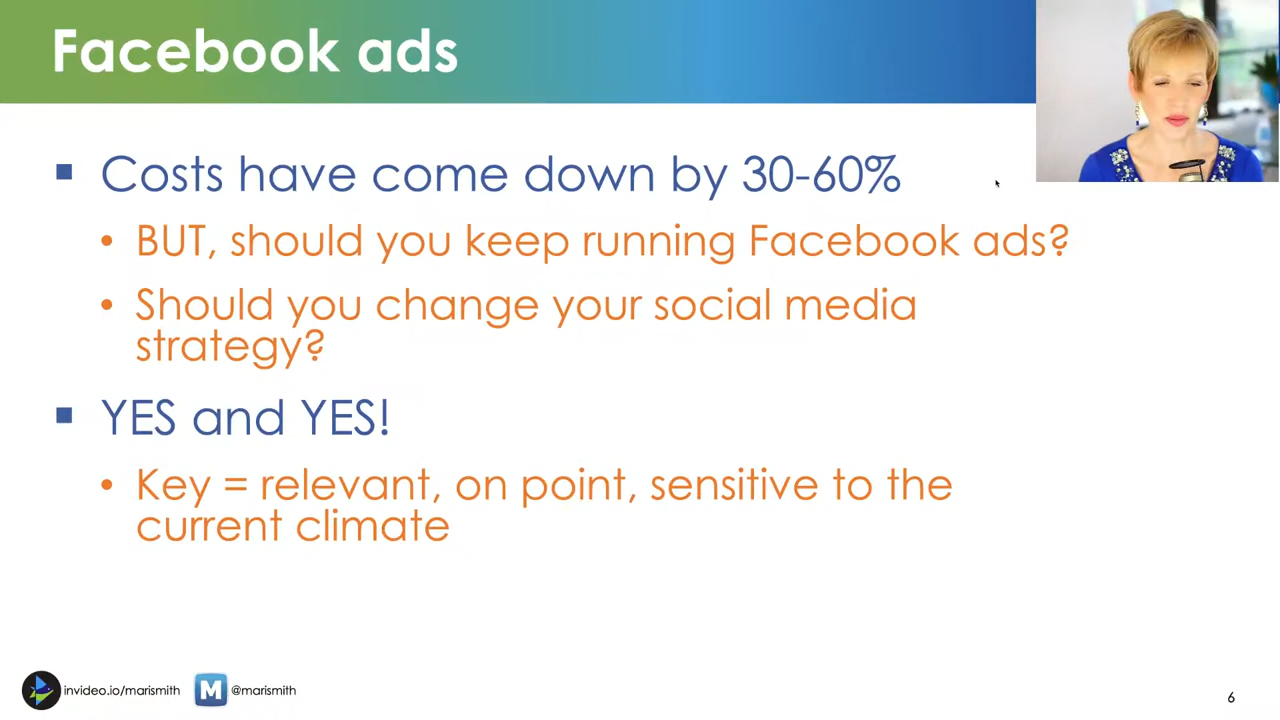 Facebook ads
Costs have come down by 30-60%
BUT, should you keep running Facebook ads?
Should you change your social media
strategy?
YES and YES!
Key = relevant, on point, sensitive to the
current climate
invideo.io/marismith
M
@marismith
6